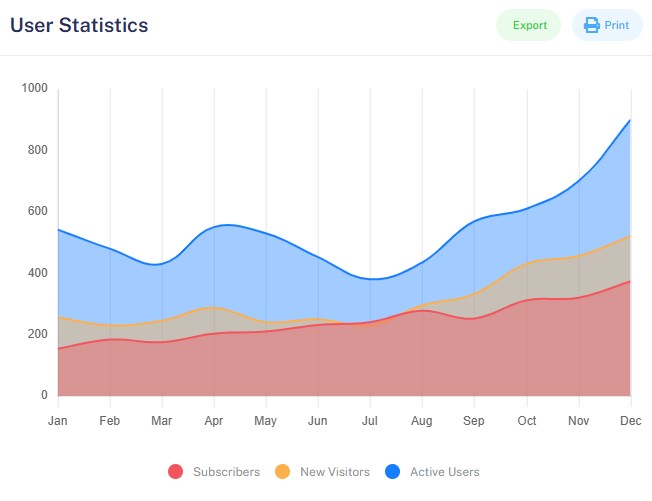 User Statistics
Export
Print
1000
800
600
400
200
0
Jan Feb Mar Apr May Jun Jul Aug Sep Oct Nov Dec
Subscribers New Visitors Active Users